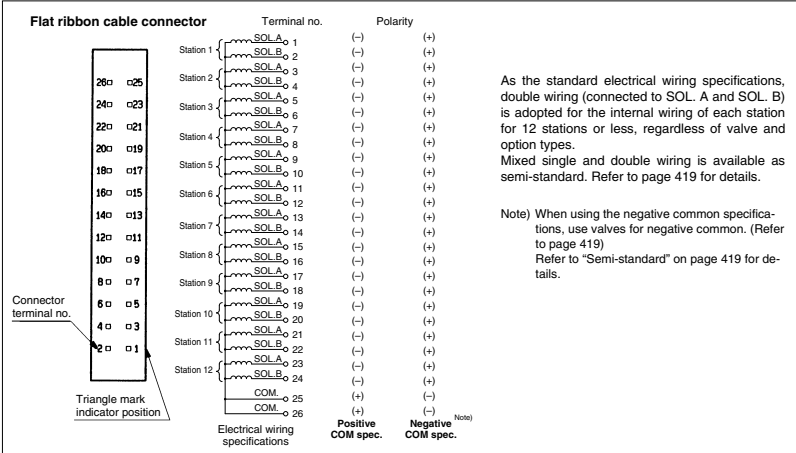 Flat ribbon cable connector
Terminal no.
Polarity
26 25
24 23
22 21
20 19
18 17
16 15
14 13
12 11
10 9
8 7
6 5
4 3
2 1
Connector
terminal no.
Triangle mark
indicator position
Station 1 SOL.A 1 (–) (+)
SOL.B 2 (–) (+)
Station 2 SOL.A 3 (–) (+)
SOL.B 4 (–) (+)
Station 3 SOL.A 5 (–) (+)
SOL.B 6 (–) (+)
Station 4 SOL.A 7 (–) (+)
SOL.B 8 (–) (+)
Station 5 SOL.A 9 (–) (+)
SOL.B 10 (–) (+)
Station 6 SOL.A 11 (–) (+)
SOL.B 12 (–) (+)
Station 7 SOL.A 13 (–) (+)
SOL.B 14 (–) (+)
Station 8 SOL.A 15 (–) (+)
SOL.B 16 (–) (+)
Station 9 SOL.A 17 (–) (+)
SOL.B 18 (–) (+)
Station 10 SOL.A 19 (–) (+)
SOL.B 20 (–) (+)
Station 11 SOL.A 21 (–) (+)
SOL.B 22 (–) (+)
Station 12 SOL.A 23 (–) (+)
SOL.B 24 (–) (+)
COM. 25 (+) (–)
COM. 26 (+) (–)
Electrical wiring
specifications
Positive
COM spec.
Negative Note)
COM spec.
As the standard electrical wiring specifications,
double wiring (connected to SOL. A and SOL. B)
is adopted for the internal wiring of each station
for 12 stations or less, regardless of valve and
option types.
Mixed single and double wiring is available as
semi-standard. Refer to page 419 for details.
Note) When using the negative common specifica-
tions, use valves for negative common. (Refer
to page 419)
Refer to “Semi-standard” on page 419 for de-
tails.